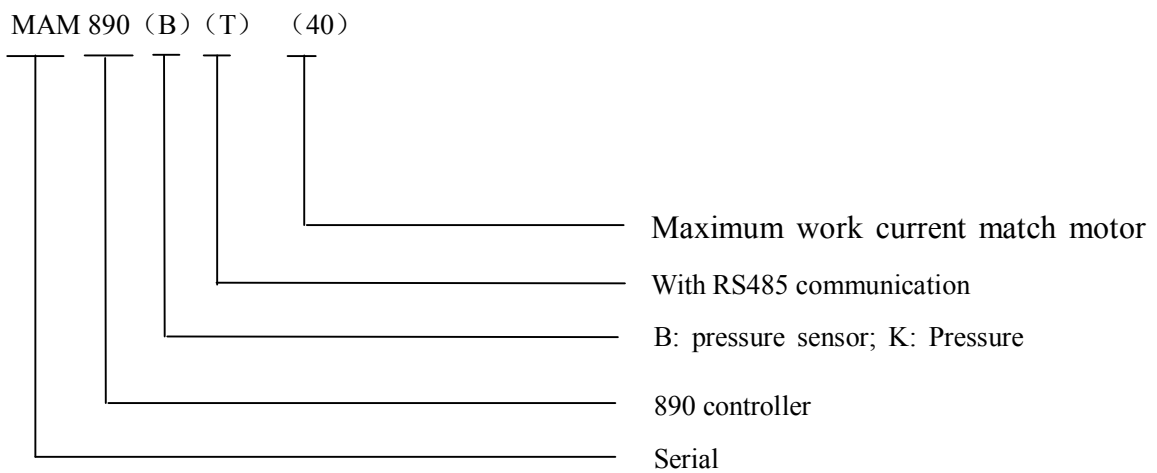 MAM 890（B）（T） （40）
Maximum work current match motor
With RS485 communication
B: pressure sensor; K: Pressure
890 controller
Serial